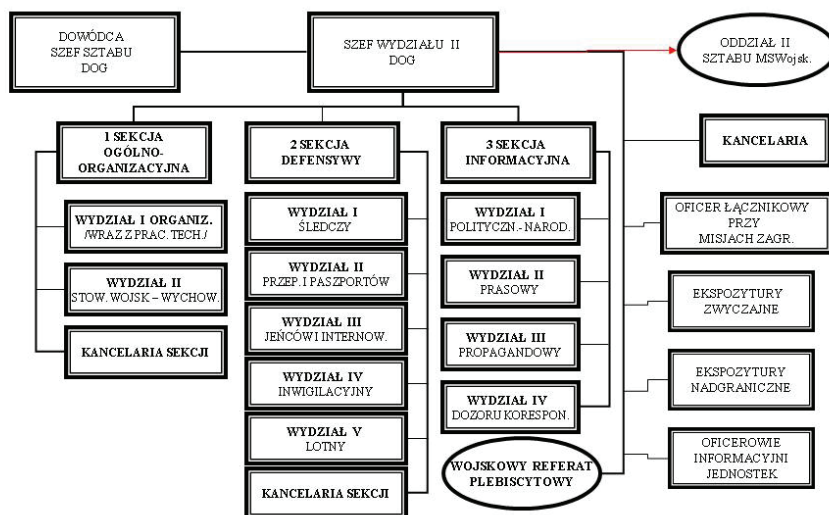 DOWÓDCA
SZEF SZTABU
DOG
SZEF WYDZIAŁU II
DOG
ODDZIAŁ II
SZTABU MSWojsk.
1 SEKCJA
OGÓLNO-
ORGANIZACYJNA
WYDZIAŁ I ORGANIZ.
/WRAZ Z PRAC. TECH./
WYDZIAŁ II
STOW. WOJSK – WYCHOW.
KANCELARIA SEKCJI
2 SEKCJA
DEFENSYWY
WYDZIAŁ I
ŚLEDCZY
WYDZIAŁ II
PRZEP. I PASZPORTÓW
WYDZIAŁ III
JEŃCÓW I INTERNOW.
WYDZIAŁ IV
INWIGILACYJNY
WYDZIAŁ V
LOTNY
KANCELARIA SEKCJI
3 SEKCJA
INFORMACYJNA
WYDZIAŁ I
POLITYCZN.- NAROD.
WYDZIAŁ II
PRASOWY
WYDZIAŁ III
PROPAGANDOWY
WYDZIAŁ IV
DOZORU KORESPON.
WOJSKOWY REFERAT
PLEBISCYTOWY
KANCELARIA
OFICER ŁĄCZNIKOWY
PRZY
MISJACH ZAGR.
EKSPOZYTURY
ZWYCZAJNE
EKSPOZYTURY
NADGRANICZNE
OFICEROWIE
INFORMACYJNI
JEDNOSTEK